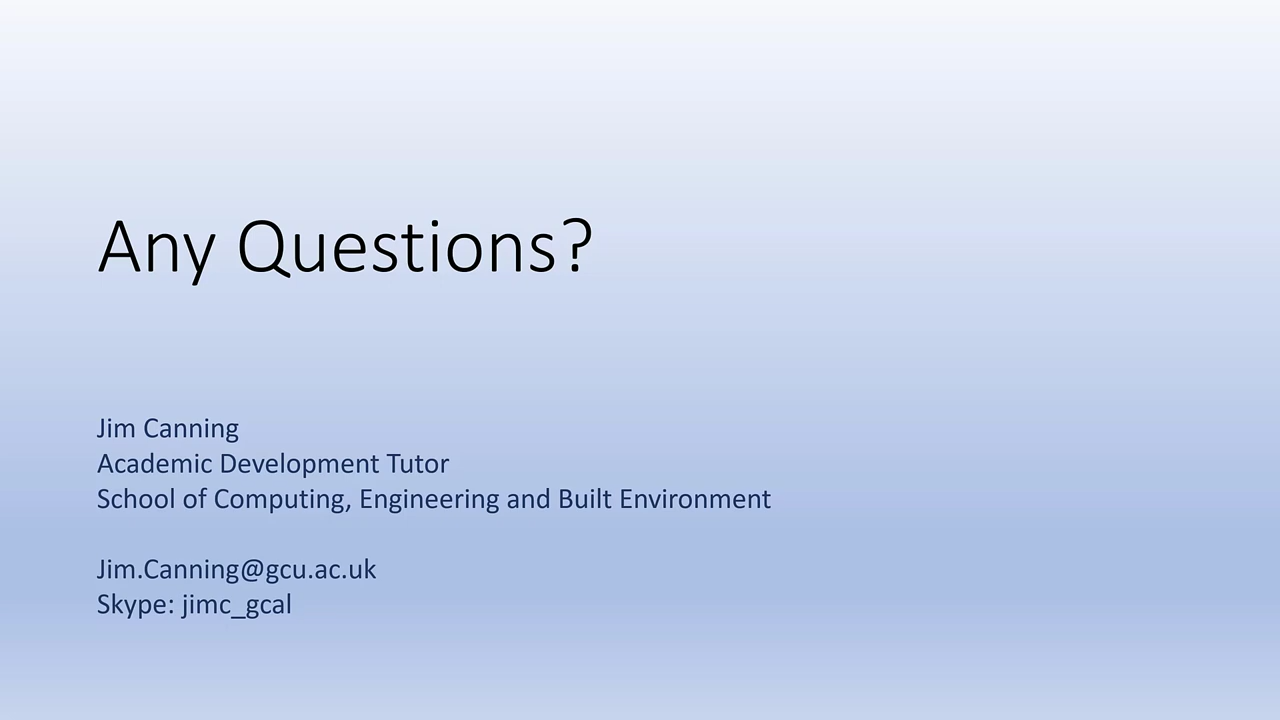 Any Questions?
Jim Canning
Academic Development Tutor
School of Computing, Engineering and Built Environment
Jim.Canning@gcu.ac.uk
Skype: jimc_gcal